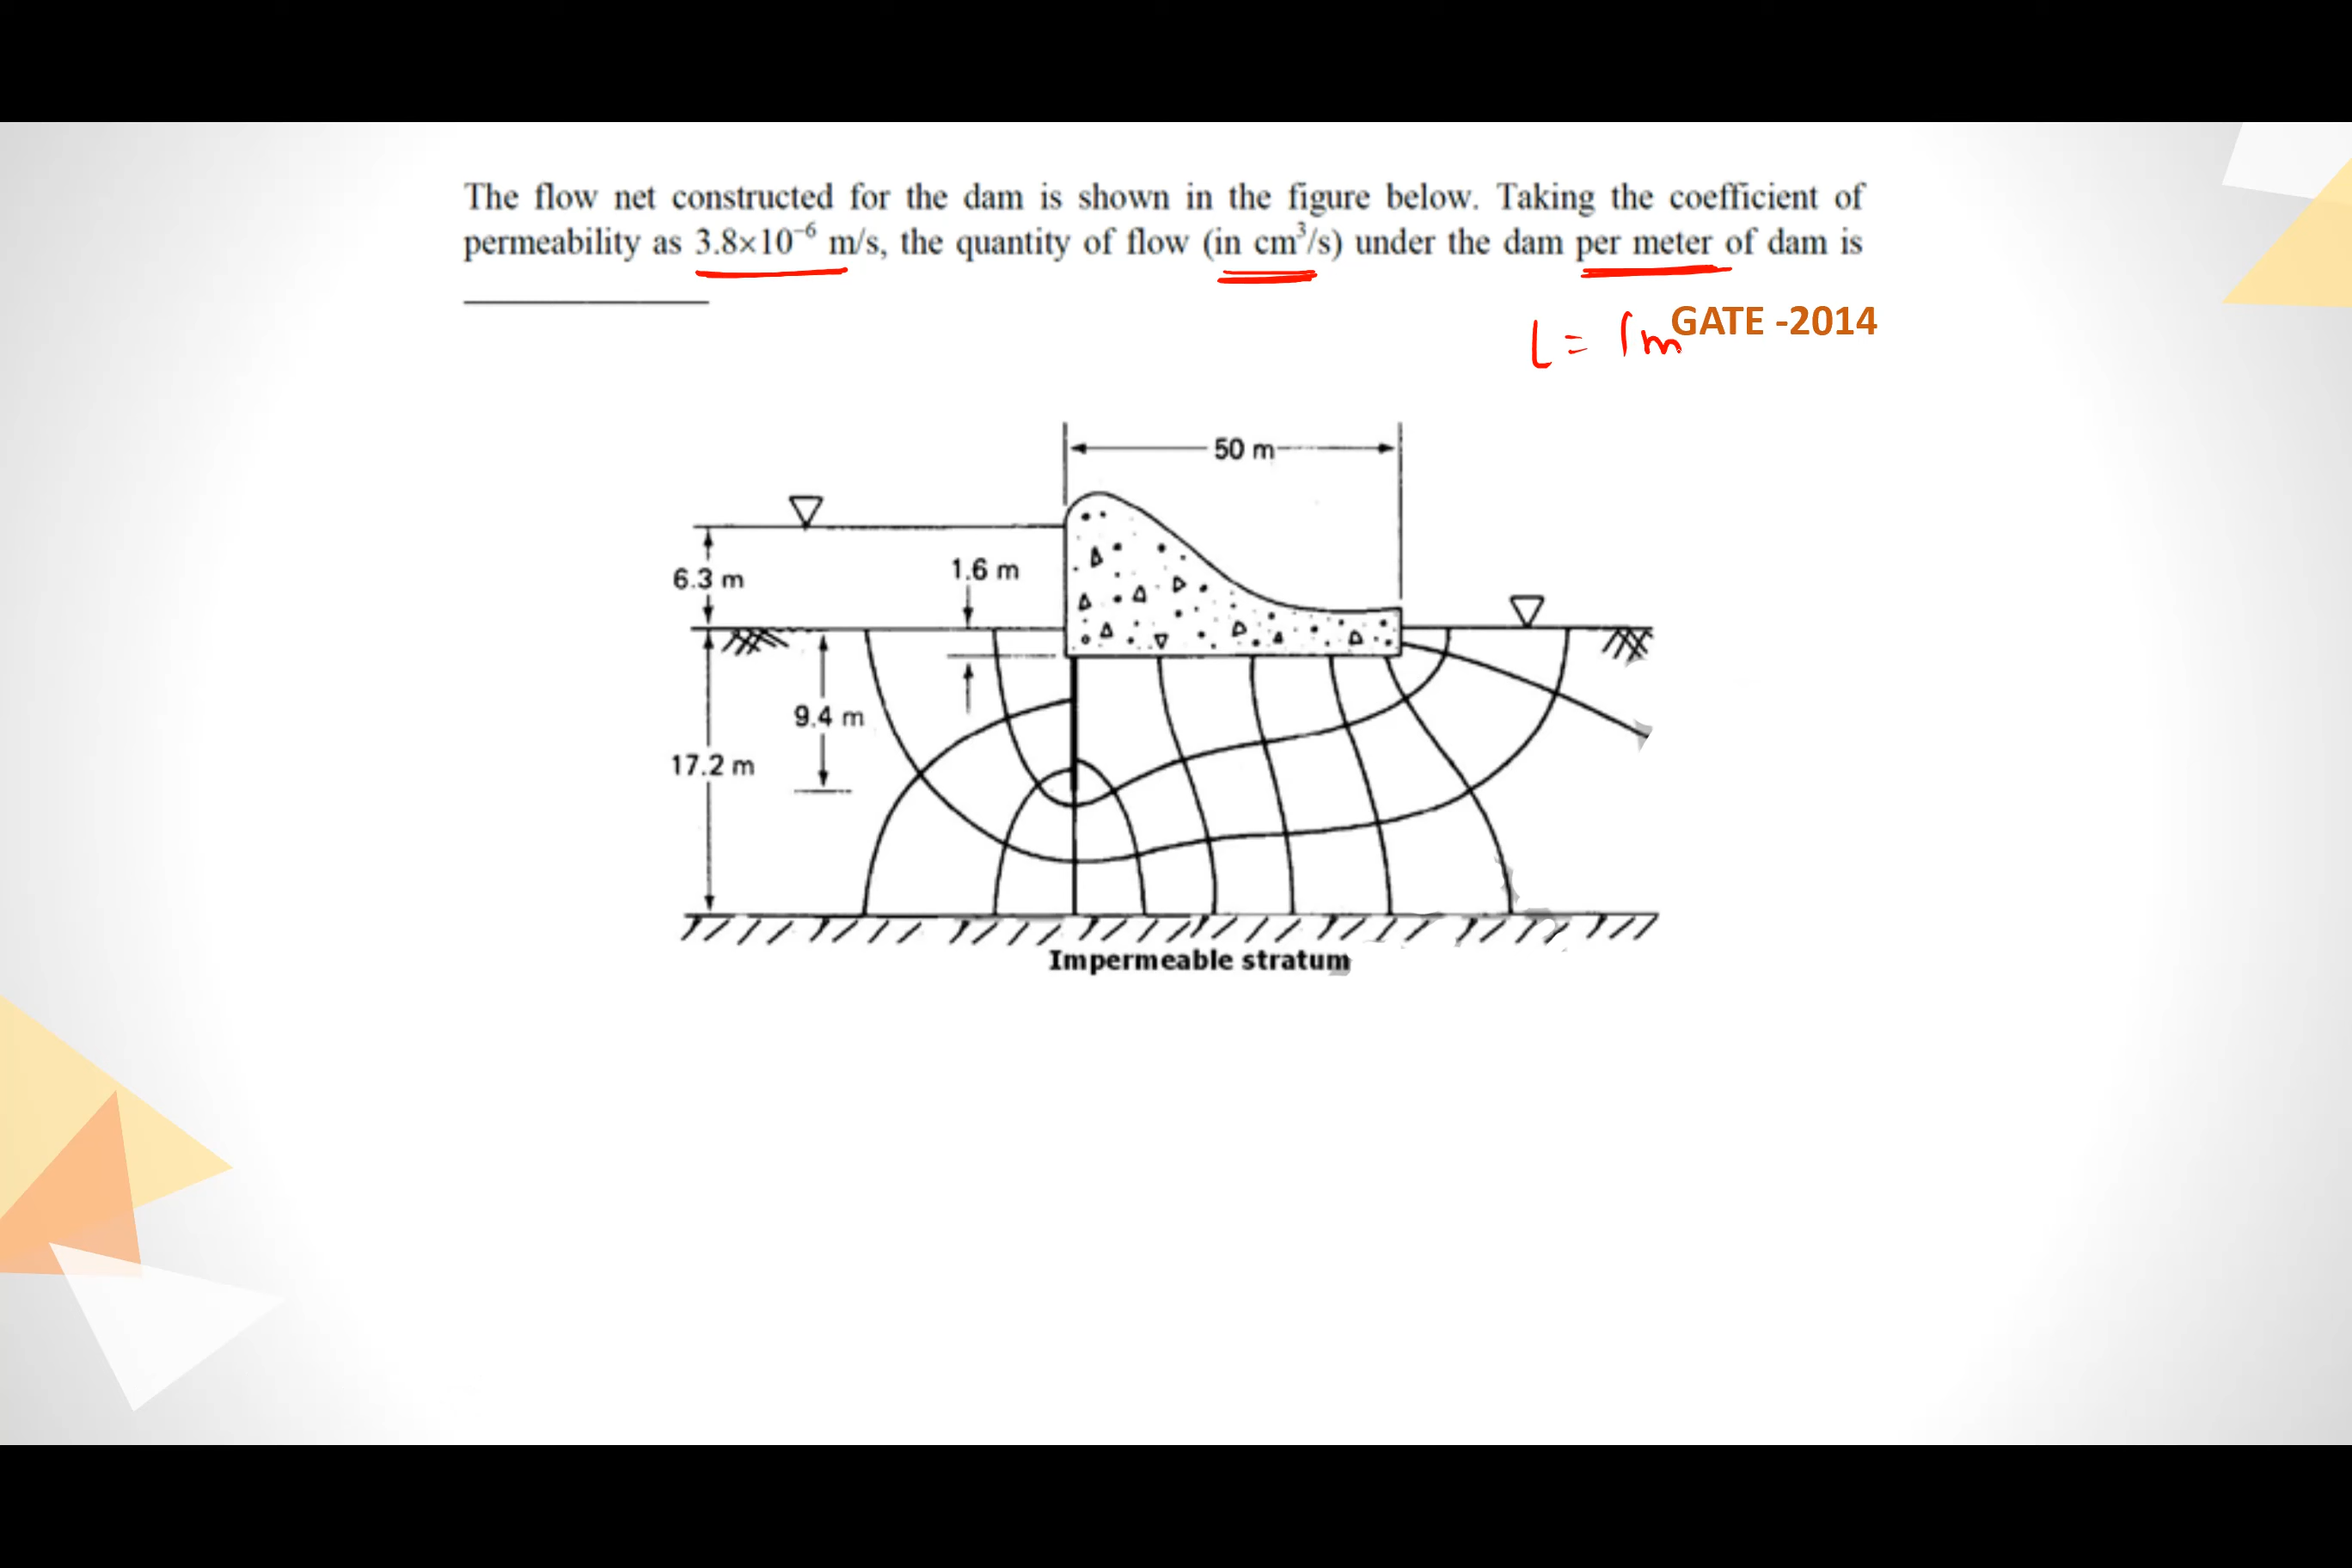 The flow net constructed for the dam is shown in the figure below. Taking the coefficient of
permeability as 3.8×10⁻⁶ m/s, the quantity of flow (in cm³/s) under the dam per meter of dam is
GATE -2014
L = 1m
50 m
6.3 m
1.6 m
9.4 m
17.2 m
Impermeable stratum